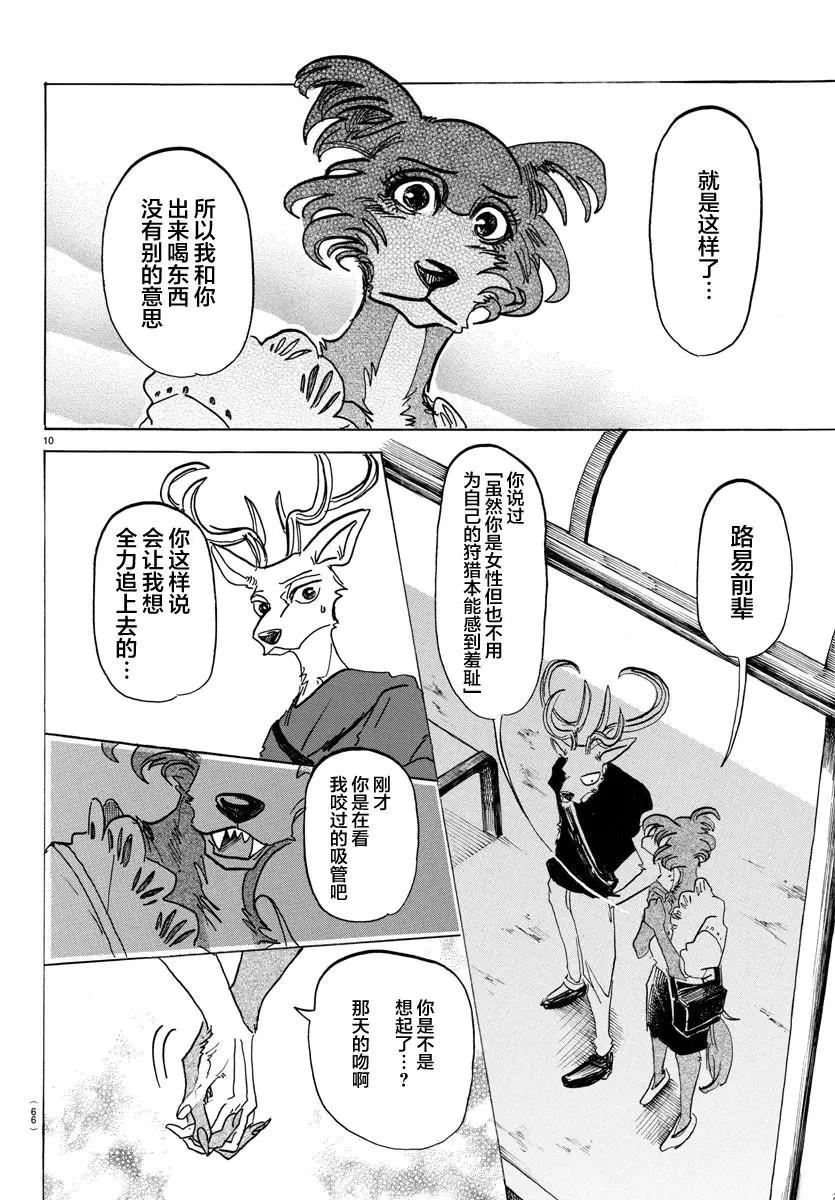 就是这样了…
所以我和你
出来喝东西
没有别的意思
10
路易前辈
你说过
「虽然你是女性但也不用
为自己的狩猎本能感到羞耻」
你这样说
会让我想
全力追上去的…
刚才
你是在看
我咬过的吸管吧
你是不是
想起了…?
那天的吻啊
(66)